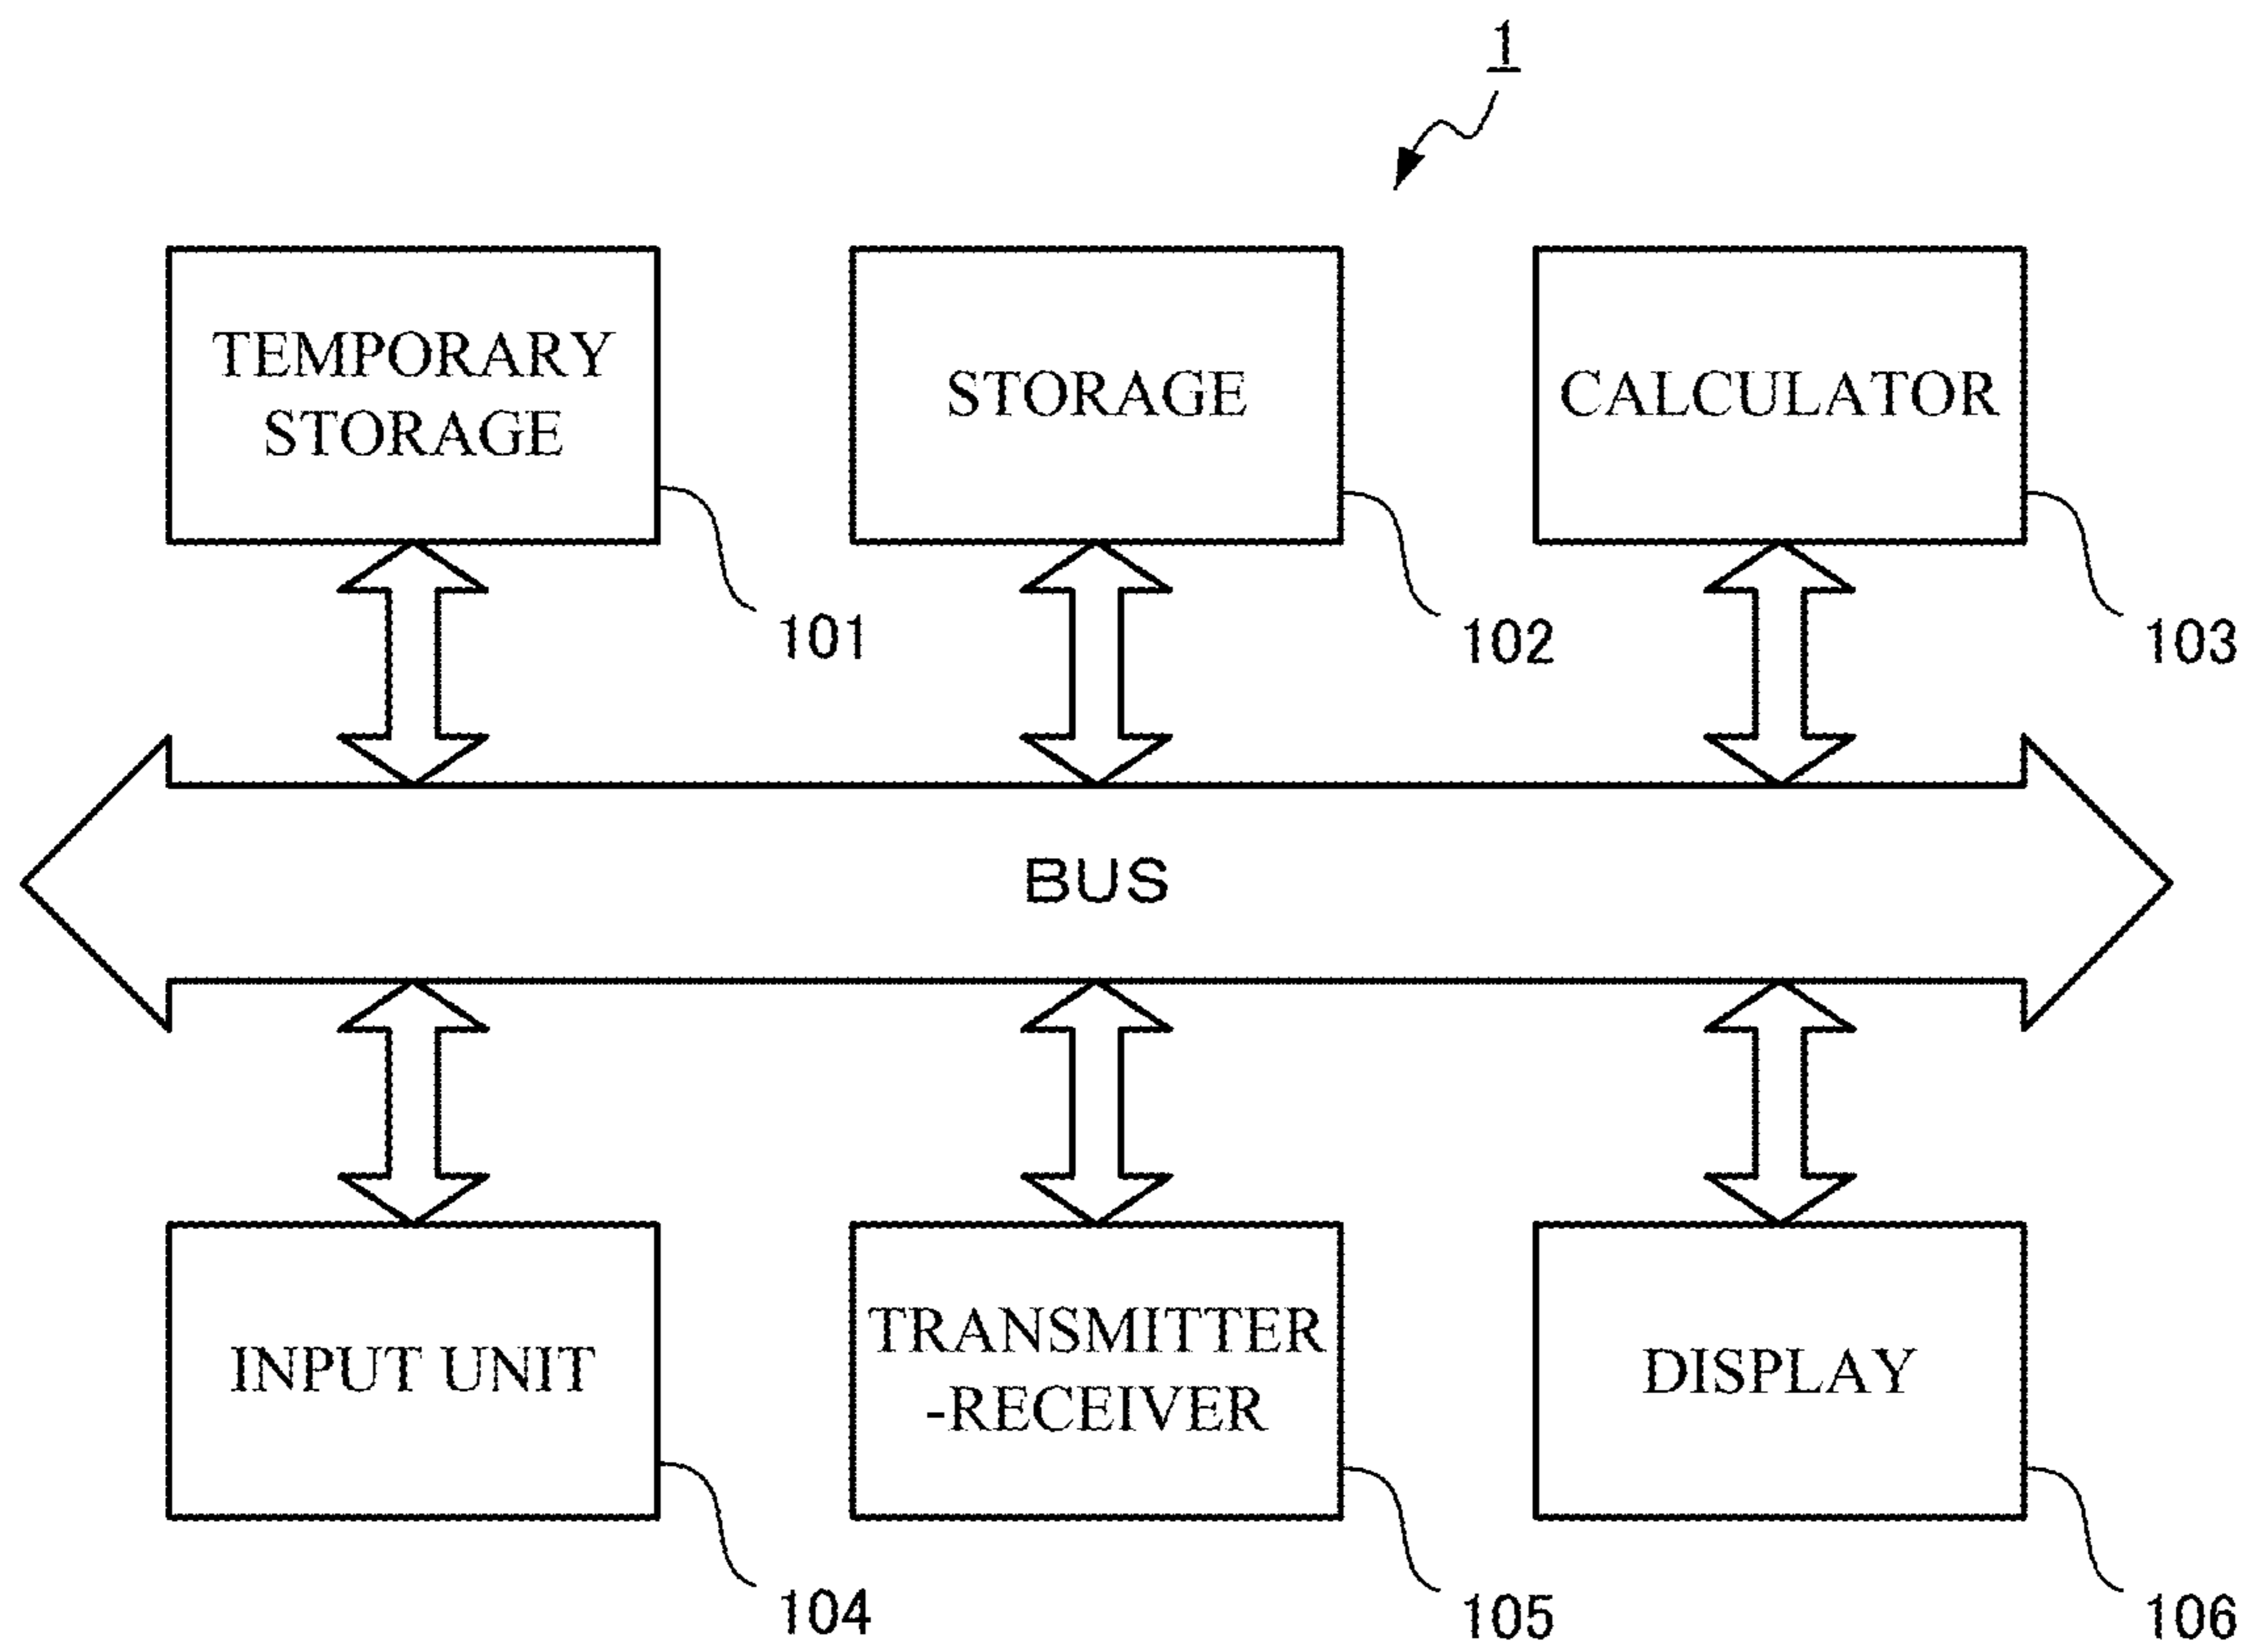 1
TEMPORARY
STORAGE
STORAGE
CALCULATOR
101
102
103
BUS
INPUT UNIT
TRANSMITTER
-RECEIVER
DISPLAY
104
105
106